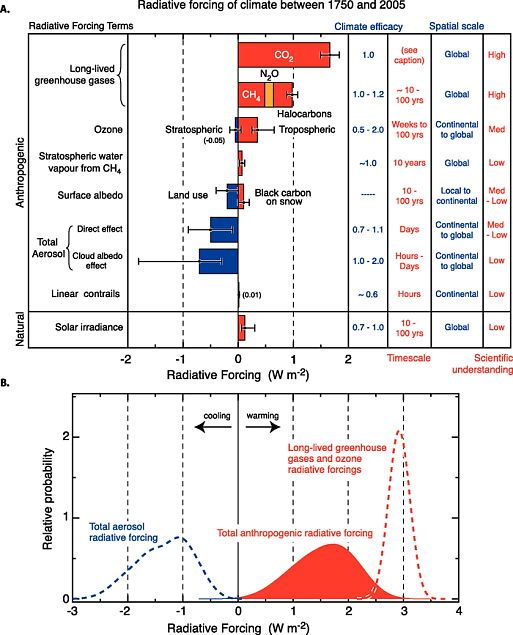 Radiative forcing of climate between 1750 and 2005
A.
Radiative Forcing Terms
Climate efficacy
Spatial scale
Long-lived
greenhouse gases
CO2
1.0
(see
caption)
Global
High
N2O
CH4
Halocarbons
1.0 - 1.2
~ 10 -
100 yrs
Global
High
Ozone
Stratospheric
(-0.05)
Tropospheric
0.5 - 2.0
Weeks to
100 yrs
Continental
to global
Med
Stratospheric water
vapour from CH4
~1.0
10 years
Global
Low
Surface albedo
Land use
Black carbon
on snow
-----
10 -
100 yrs
Local to
continental
Med
- Low
Total
Aerosol
Direct effect
0.7 - 1.1
Days
Continental
to global
Med
- Low
Cloud albedo
effect
1.0 - 2.0
Hours -
Days
Continental
to global
Low
Linear contrails
(0.01)
~ 0.6
Hours
Continental
Low
Solar irradiance
0.7 - 1.0
10 -
100 yrs
Global
Low
Anthropogenic
Natural
-2
-1
0
1
2
Timescale
Scientific
understanding
Radiative Forcing (W m-2)
B.
cooling
warming
Long-lived greenhouse
gases and ozone
radiative forcings
Total aerosol
radiative forcing
Total anthropogenic radiative forcing
Relative probability
2
1
0
-3
-2
-1
0
1
2
3
4
Radiative Forcing (W m-2)